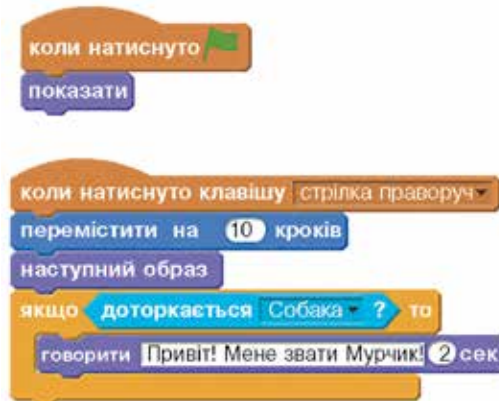 коли натиснуто
показати
коли натиснуто клавішу стрілка праворуч
перемістити на 10 кроків
наступний образ
якщо доторкається Собака ? то
говорити Привіт! Мене звати Мурчик! 2 сек